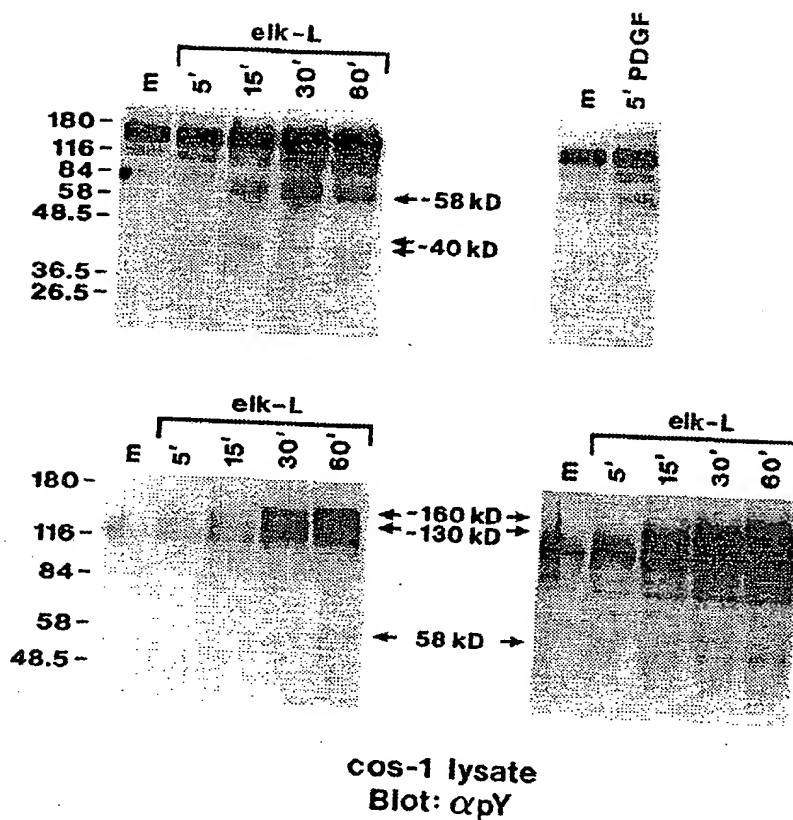 elk-L
m 5' 15' 30' 60'
m 5' PDGF
180-
116-
84-
58-
48.5-
36.5-
26.5-
~58 kD
~40 kD
elk-L
m 5' 15' 30' 60'
elk-L
m 5' 15' 30' 60'
180-
116-
84-
58-
48.5-
~160 kD
~130 kD
58 kD
cos-1 lysate
Blot: αpY